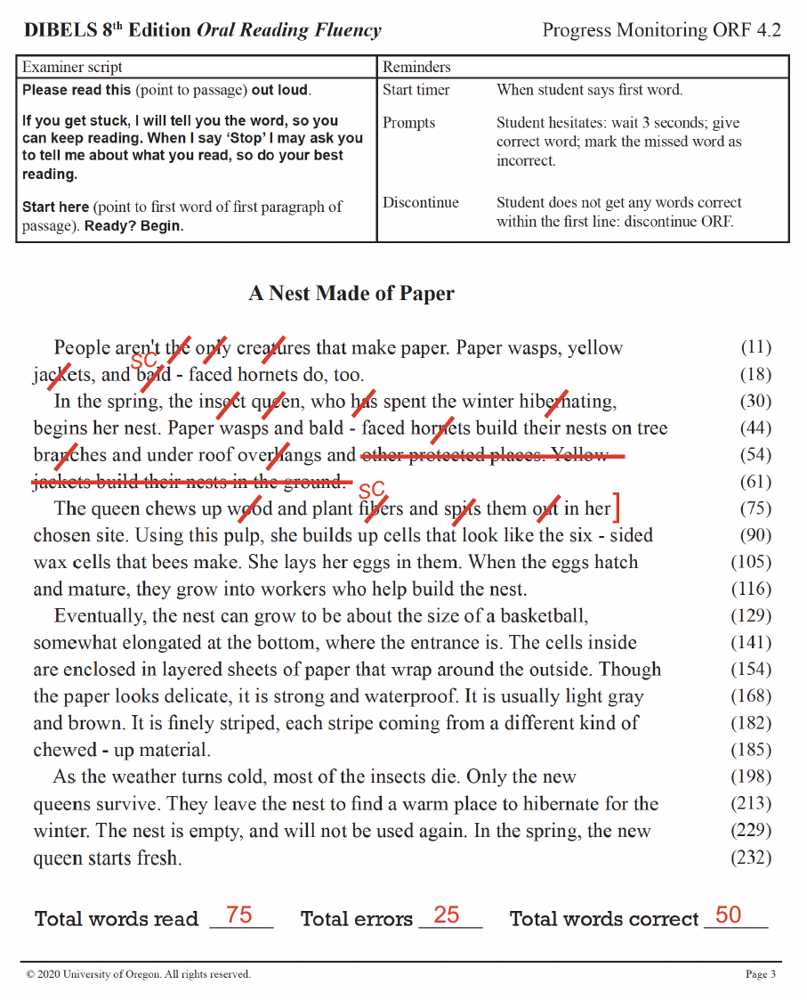 DIBELS 8th Edition Oral Reading Fluency Progress Monitoring ORF 4.2
Examiner script
Please read this (point to passage) out loud.
If you get stuck, I will tell you the word, so you
can keep reading. When I say ‘Stop’ I may ask you
to tell me about what you read, so do your best
reading.
Start here (point to first word of first paragraph of
passage). Ready? Begin.
Reminders
Start timer When student says first word.
Prompts Student hesitates: wait 3 seconds; give
correct word; mark the missed word as
incorrect.
Discontinue Student does not get any words correct
within the first line: discontinue ORF.
A Nest Made of Paper
People aren't the only creatures that make paper. Paper wasps, yellow (11)
SC
jackets, and bald - faced hornets do, too. (18)
In the spring, the insect queen, who has spent the winter hibernating, (30)
begins her nest. Paper wasps and bald - faced hornets build their nests on tree (44)
branches and under roof overhangs and other protected places. Yellow (54)
jackets build their nests in the ground. (61)
SC
The queen chews up wood and plant fibers and spits them out in her ] (75)
chosen site. Using this pulp, she builds up cells that look like the six - sided (90)
wax cells that bees make. She lays her eggs in them. When the eggs hatch (105)
and mature, they grow into workers who help build the nest. (116)
Eventually, the nest can grow to be about the size of a basketball, (129)
somewhat elongated at the bottom, where the entrance is. The cells inside (141)
are enclosed in layered sheets of paper that wrap around the outside. Though (154)
the paper looks delicate, it is strong and waterproof. It is usually light gray (168)
and brown. It is finely striped, each stripe coming from a different kind of (182)
chewed - up material. (185)
As the weather turns cold, most of the insects die. Only the new (198)
queens survive. They leave the nest to find a warm place to hibernate for the (213)
winter. The nest is empty, and will not be used again. In the spring, the new (229)
queen starts fresh. (232)
Total words read 75 Total errors 25 Total words correct 50
© 2020 University of Oregon. All rights reserved. Page 3